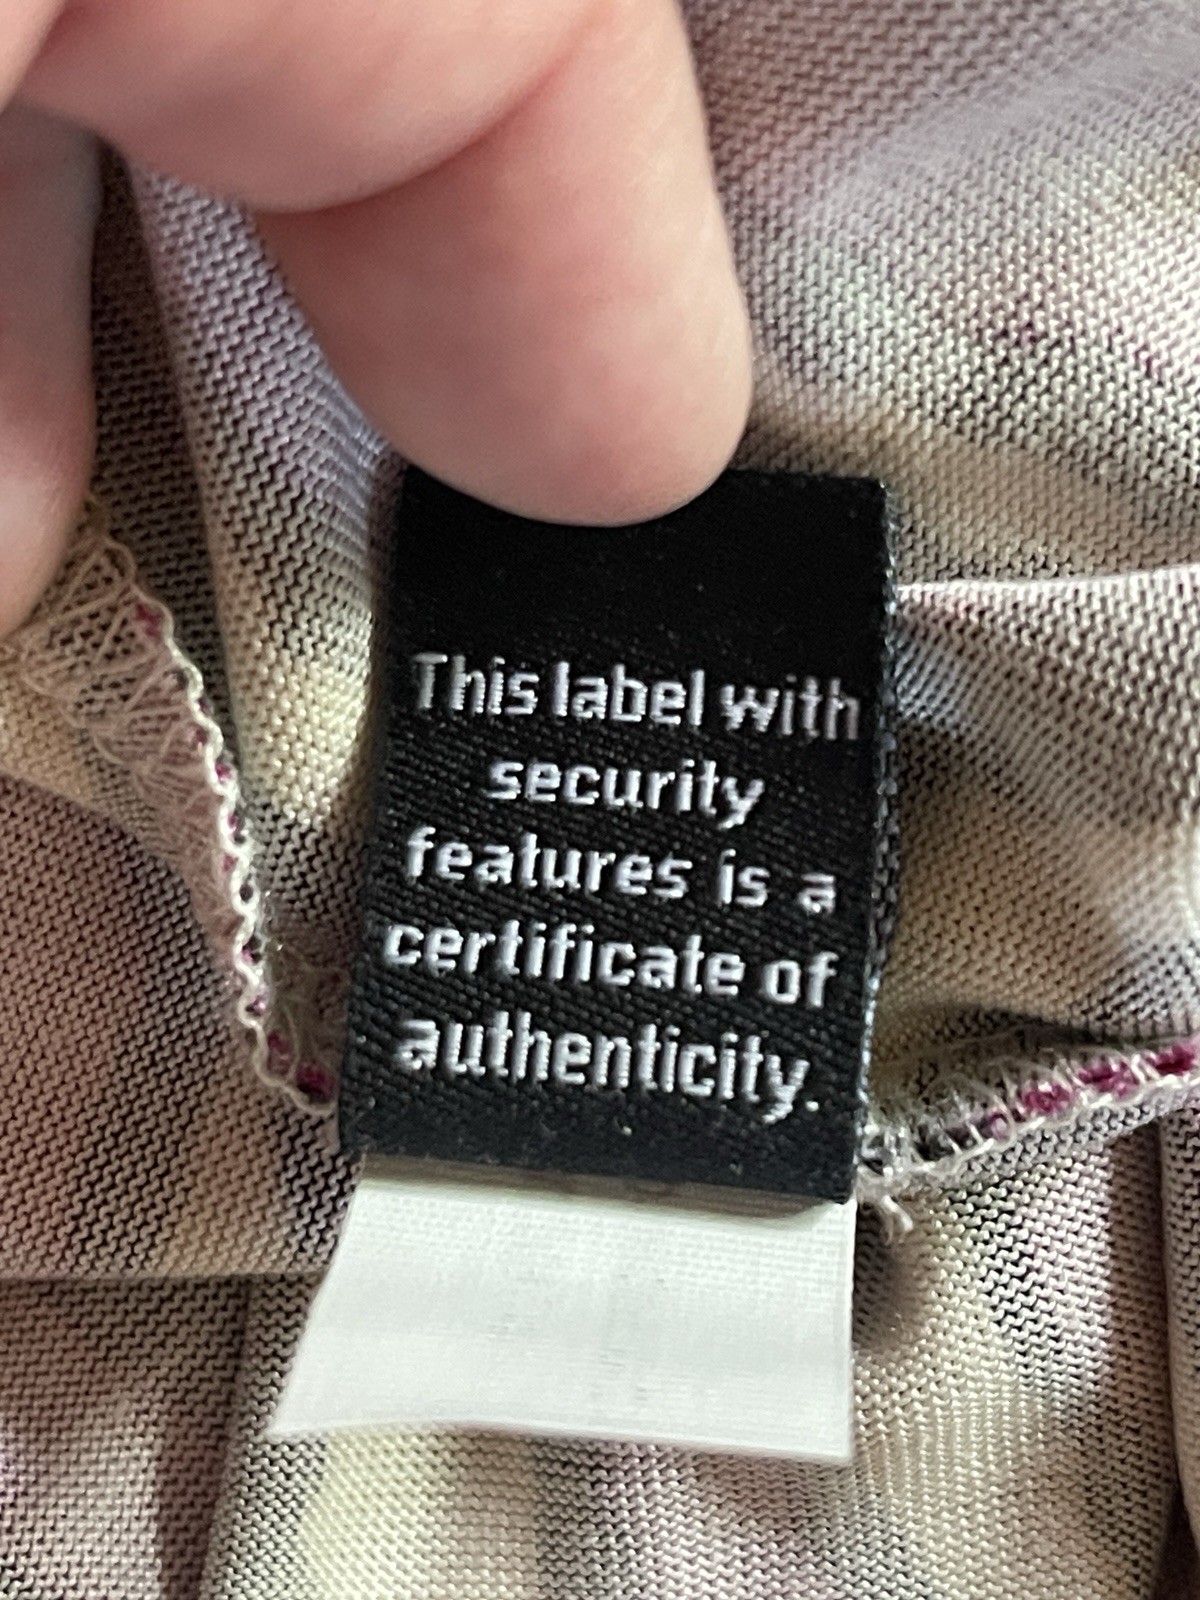 This label with
security
features is a
certificate of
authenticity.